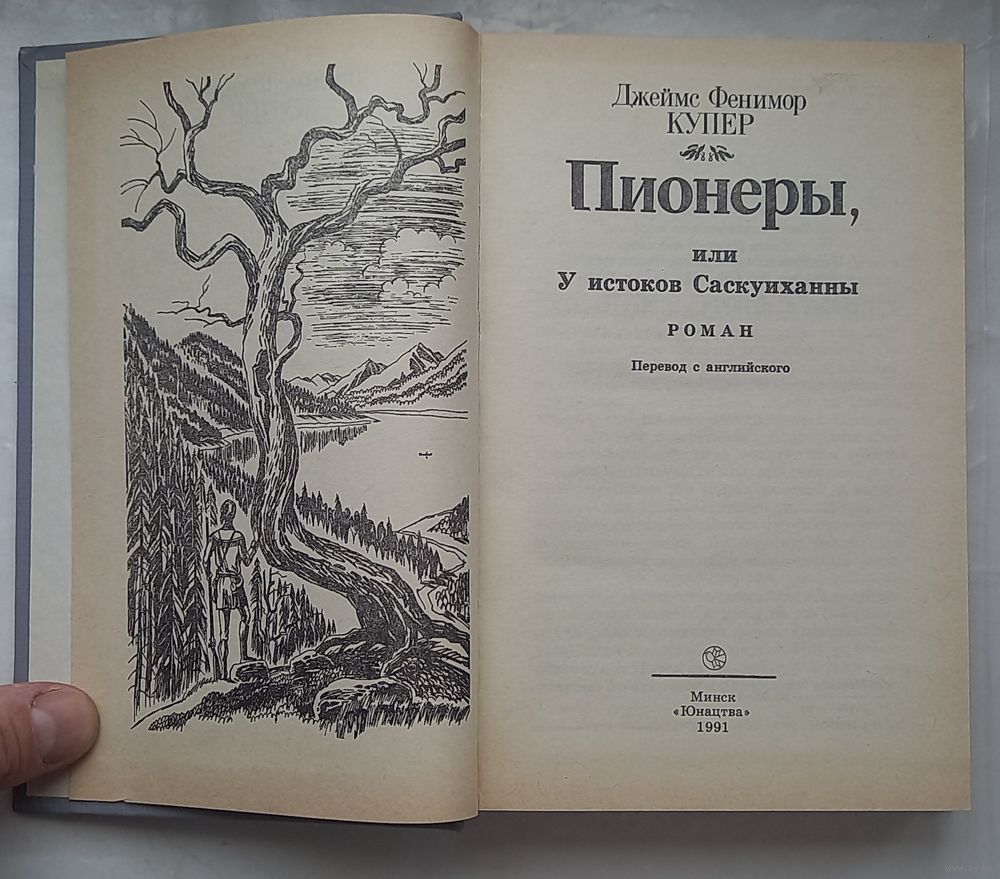 Джеймс Фенимор
КУПЕР
Пионеры,
или
У истоков Саскуиханны
РОМАН
Перевод с английского
Минск
«Юнацтва»
1991